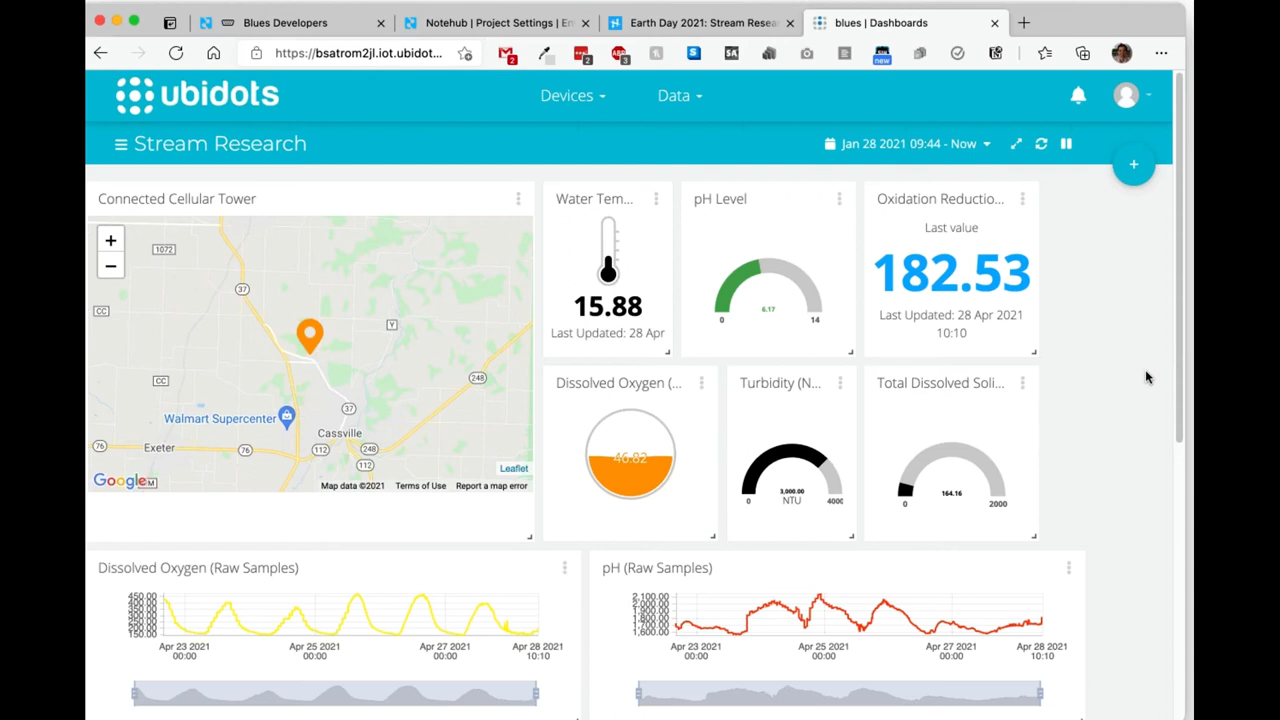 Blues Developers
Notehub | Project Settings | En
Earth Day 2021: Stream Resea
blues | Dashboards
https://bsatrom2jl.iot.ubidot...
2
2
3
new
ubidots
Devices
Data
Stream Research
Jan 28 2021 09:44 - Now
Connected Cellular Tower
Water Tem...
pH Level
Oxidation Reductio...
Last value
182.53
Last Updated: 28 Apr 2021
10:10
15.88
Last Updated: 28 Apr
6.17
0
14
1072
37
CC
Y
CC
248
Walmart Supercenter
37
Cassville
76
Exeter
76
112
248
112
Google
M
Leaflet
Map data ©2021
Terms of Use
Report a map error
Dissolved Oxygen (...
Turbidity (N...
Total Dissolved Soli...
46.82
3,000.00
NTU
0
4000
164.16
0
2000
Dissolved Oxygen (Raw Samples)
450.00
400.00
350.00
300.00
250.00
200.00
150.00
Apr 23 2021
00:00
Apr 25 2021
00:00
Apr 27 2021
00:00
Apr 28 2021
10:10
pH (Raw Samples)
2,100.00
2,000.00
1,900.00
1,800.00
1,700.00
1,600.00
Apr 23 2021
00:00
Apr 25 2021
00:00
Apr 27 2021
00:00
Apr 28 2021
10:10